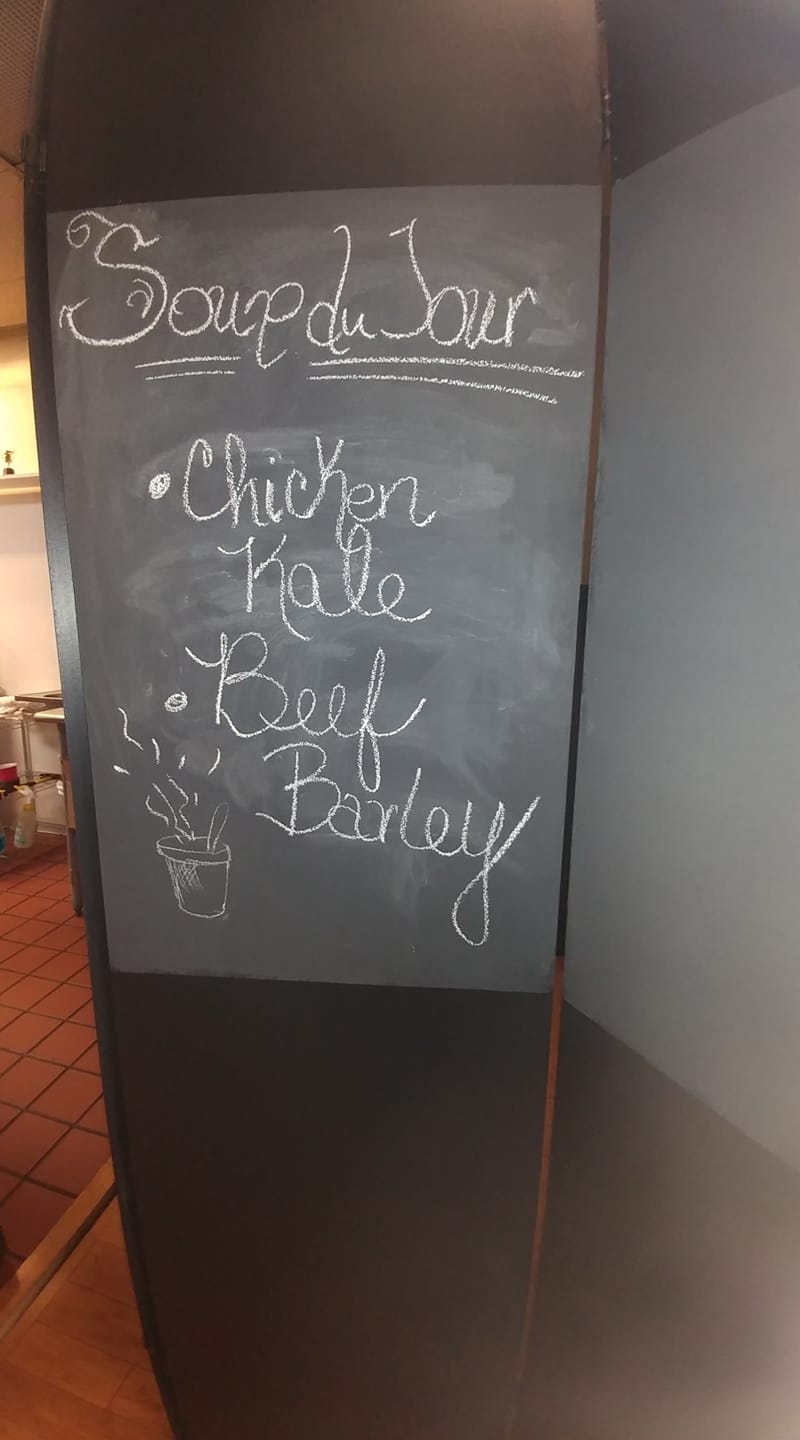 Soup du Jour
• Chicken
Kale
• Beef
Barley